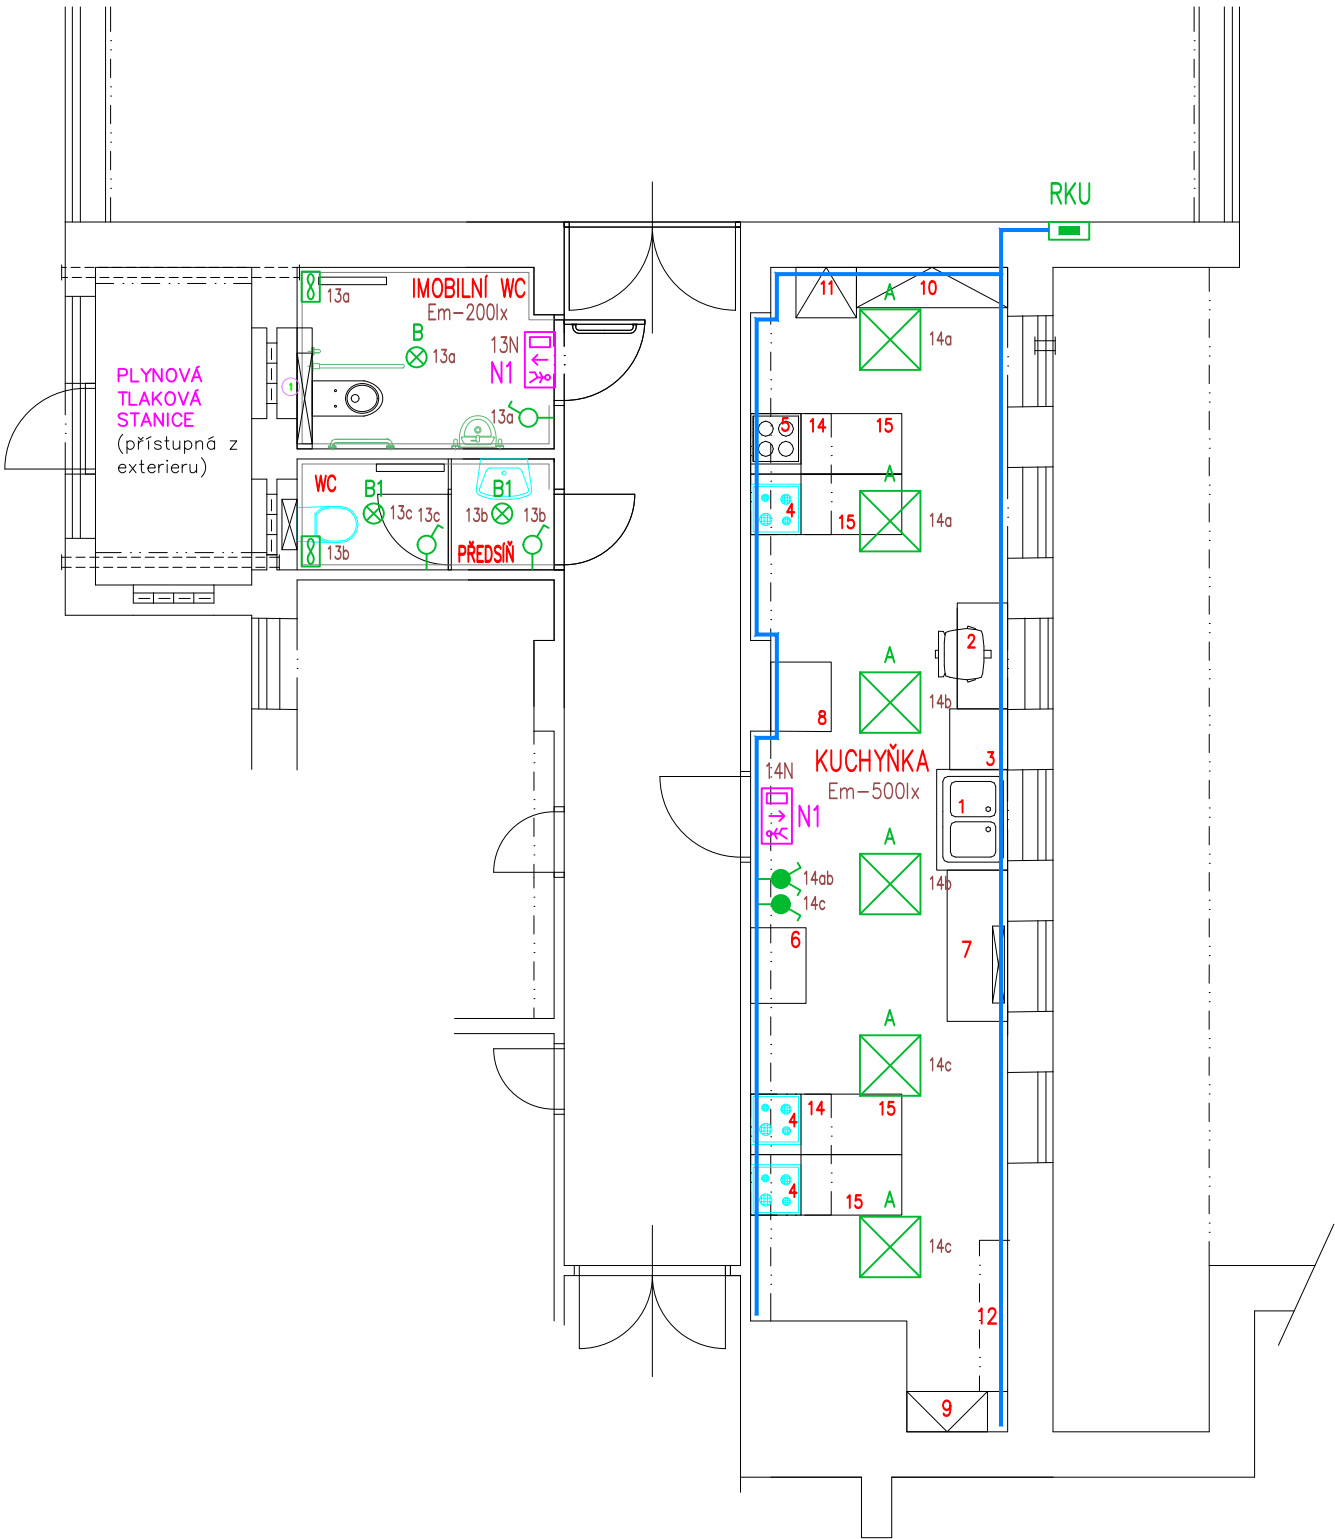 RKU
IMOBILNÍ WC
Em-200lx
13a
B
13a
13N
N1
13a
1
PLYNOVÁ
TLAKOVÁ
STANICE
(přístupná z
exterieru)
WC
B1
13c
13c
13b
B1
13b
13b
PŘEDSÍŇ
11
10
A
14a
5
14
15
A
4
15
14a
2
A
14b
8
3
KUCHYŇKA
Em-500lx
14N
N1
1
A
14b
14ab
14c
6
7
A
14c
4
14
15
4
15
A
14c
12
9